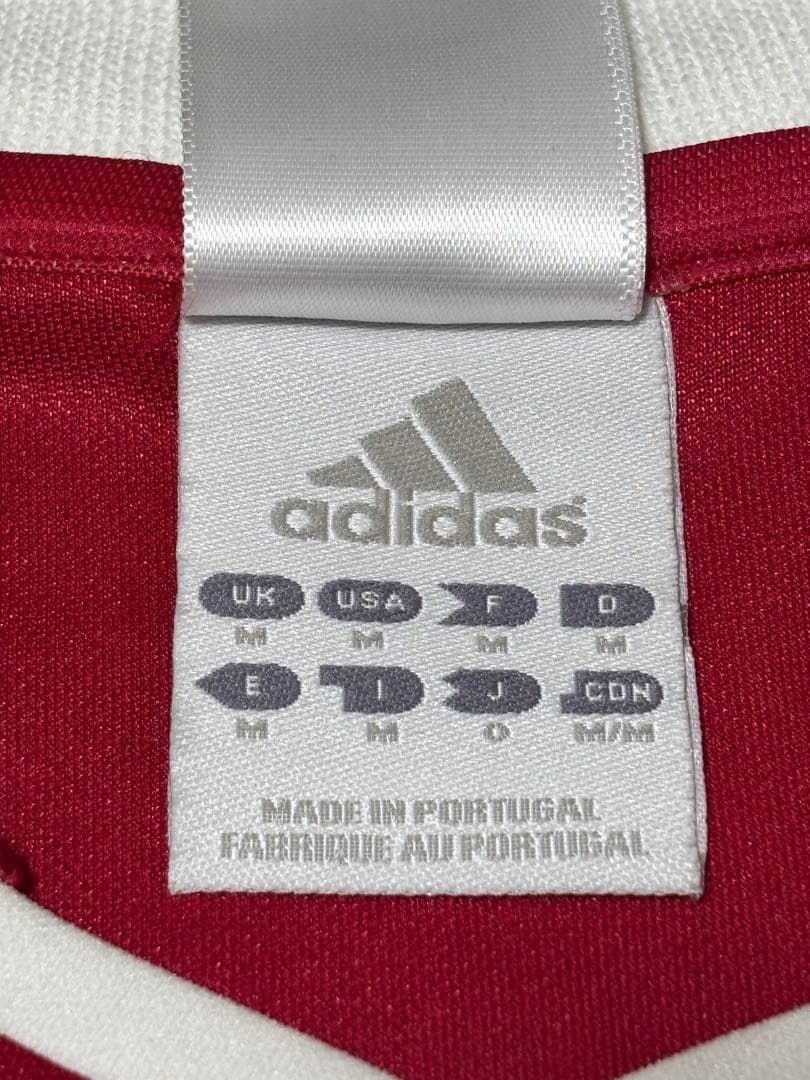 adidas
UK USA F D
M M M M
E I J CDN
M M O M/M
MADE IN PORTUGAL
FABRIQUE AU PORTUGAL